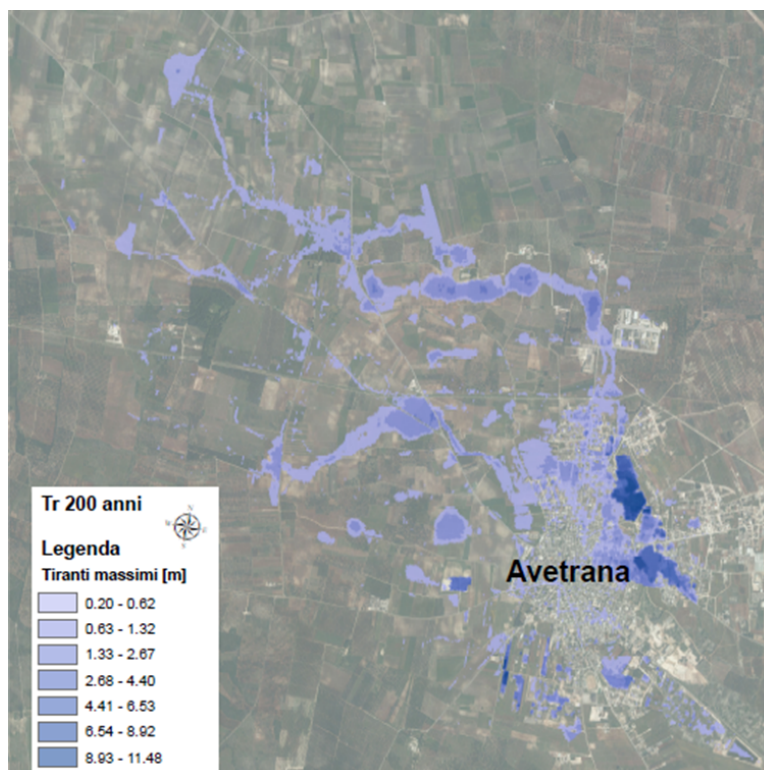 Tr 200 anni
N
W
S
Legenda
Tiranti massimi [m]
0.20 - 0.62
0.63 - 1.32
1.33 - 2.67
2.68 - 4.40
4.41 - 6.53
6.54 - 8.92
8.93 - 11.48
Avetrana